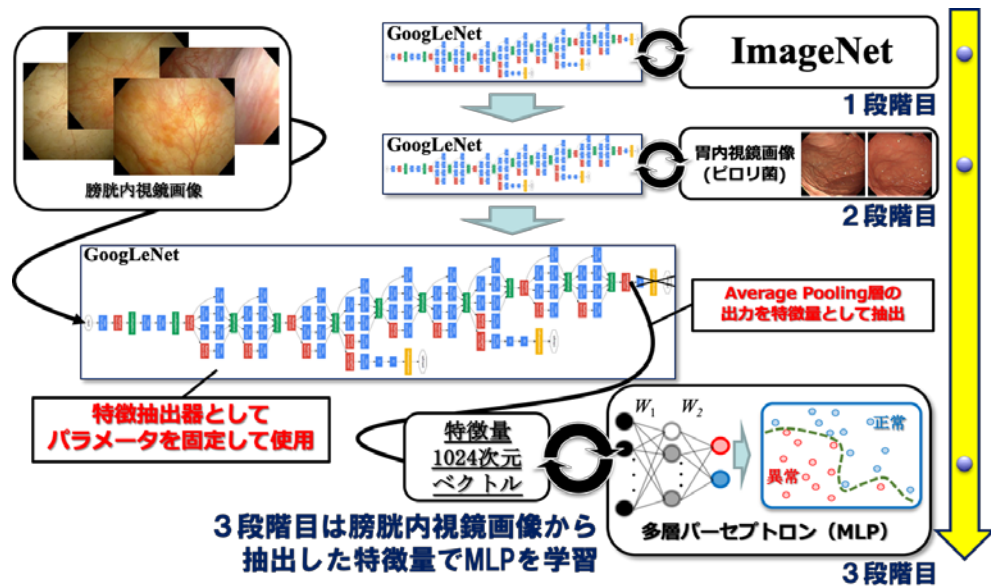 GoogLeNet
ImageNet
1段階目
GoogLeNet
胃内視鏡画像
(ピロリ菌)
2段階目
膀胱内視鏡画像
GoogLeNet
Average Pooling層の
出力を特徴量として抽出
特徴抽出器として
パラメータを固定して使用
特徴量
1024次元
ベクトル
W1
W2
正常
異常
多層パーセプトロン（MLP）
3段階目は膀胱内視鏡画像から
抽出した特徴量でMLPを学習
3段階目